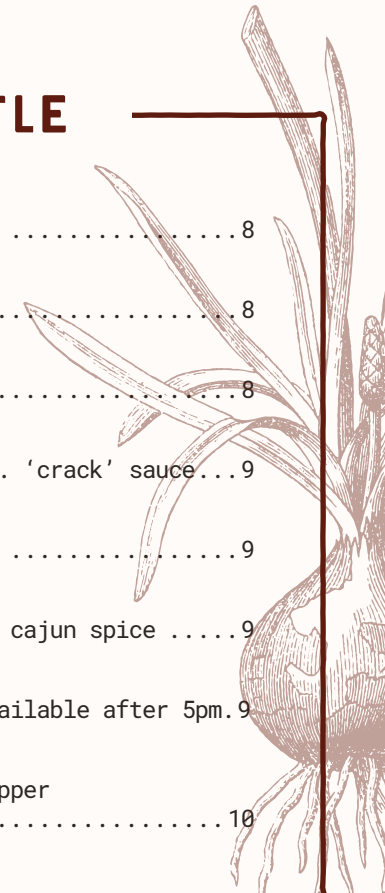 TLE
................8
................8
................8
. ‘crack’ sauce...9
................9
cajun spice .....9
ailable after 5pm.9
pper
...............10